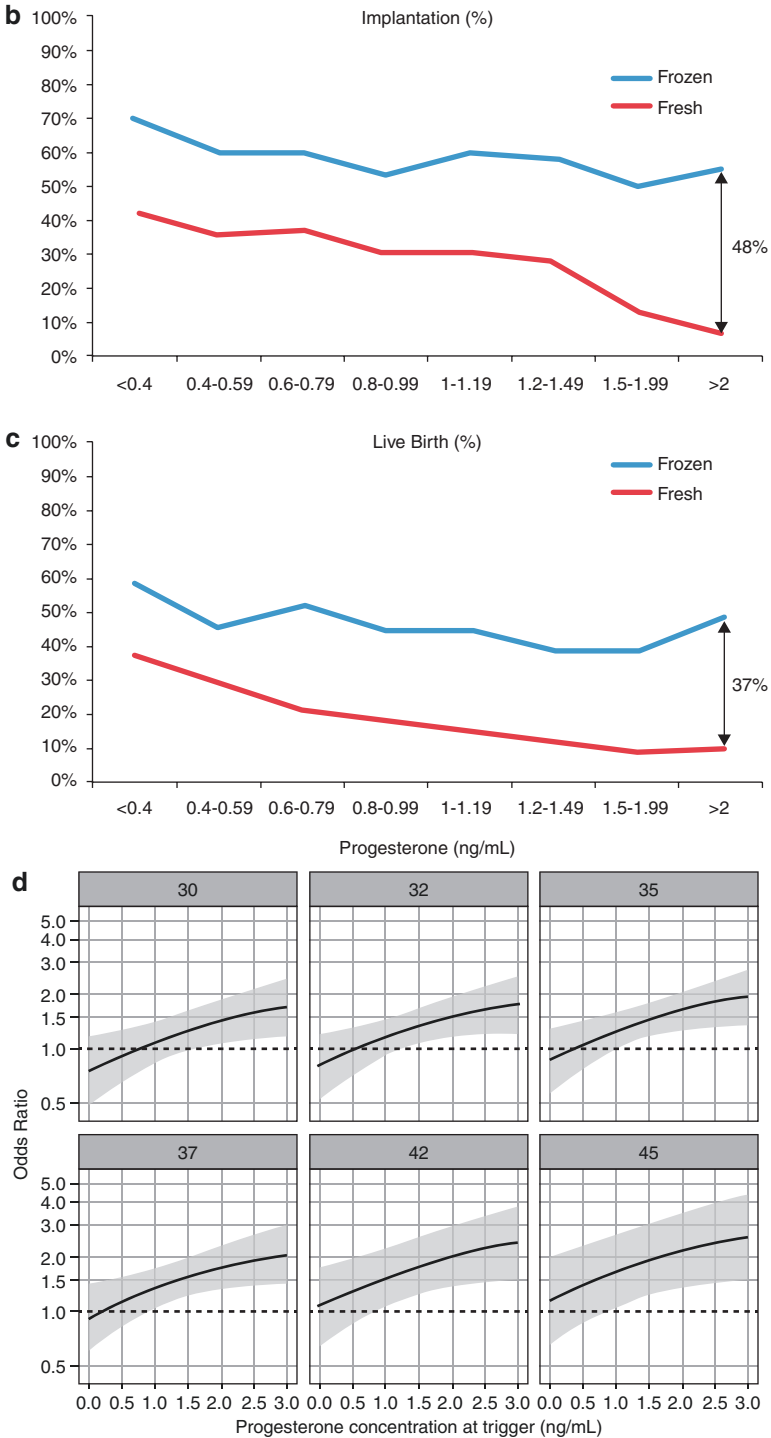 b
Implantation (%)
100%
90%
80%
70%
60%
50%
40%
30%
20%
10%
0%
Frozen
Fresh
48%
<0.4 0.4-0.59 0.6-0.79 0.8-0.99 1-1.19 1.2-1.49 1.5-1.99 >2
c
Live Birth (%)
100%
90%
80%
70%
60%
50%
40%
30%
20%
10%
0%
Frozen
Fresh
37%
<0.4 0.4-0.59 0.6-0.79 0.8-0.99 1-1.19 1.2-1.49 1.5-1.99 >2
Progesterone (ng/mL)
d
30 32 35
5.0
4.0
3.0
2.0
1.5
1.0
0.5
Odds Ratio
37 42 45
5.0
4.0
3.0
2.0
1.5
1.0
0.5
0.0 0.5 1.0 1.5 2.0 2.5 3.0 0.0 0.5 1.0 1.5 2.0 2.5 3.0 0.0 0.5 1.0 1.5 2.0 2.5 3.0
Progesterone concentration at trigger (ng/mL)